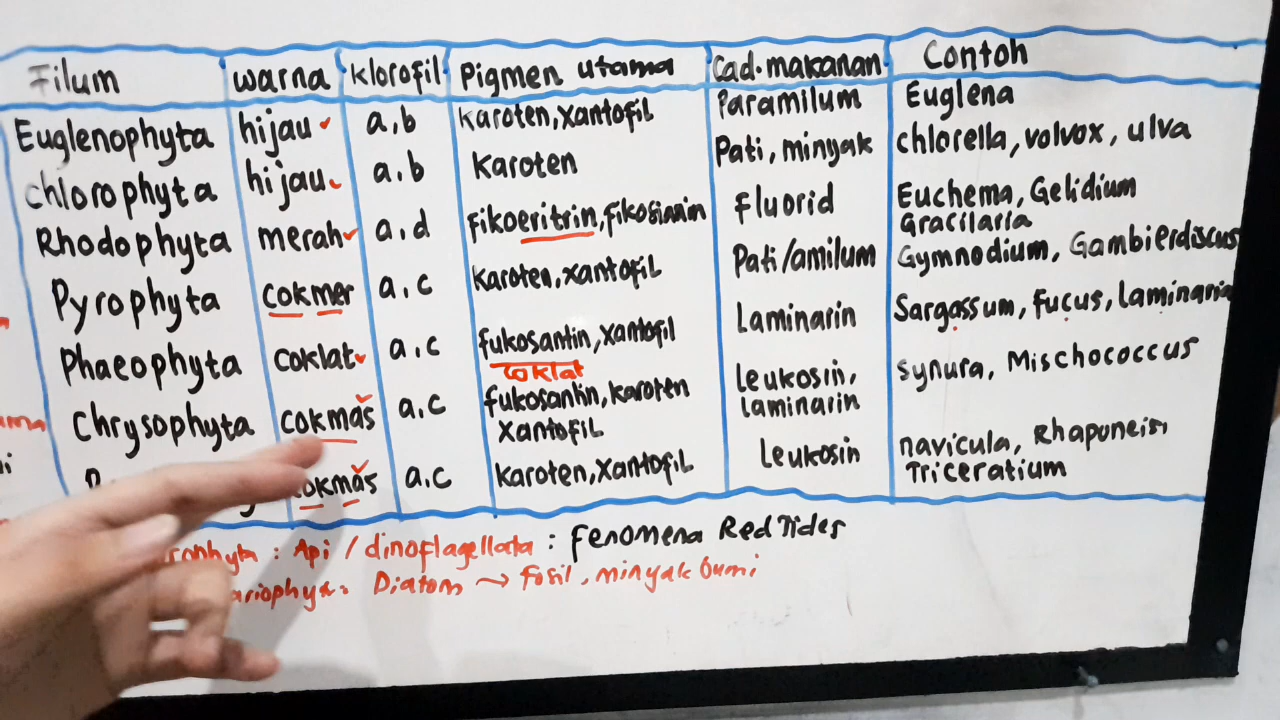 Filum warna klorofil Pigmen utama Cad. makanan Contoh
Euglenophyta hijau a,b Karoten, Xantofil Paramilum Euglena
Chlorophyta hijau a,b Karoten Pati, minyak chlorella, volvox, ulva
Rhodophyta merah a,d Fikoeritrin, Fikosianin Fluorid Euchema, Gelidium
Gracilaria
Pyrophyta cokmer a,c Karoten, xantofil Pati/amilum Gymnodium, Gambierdiscus
Phaeophyta coklat a,c fukosantin, Xantofil Laminarin Sargassum, Fucus, laminaria
coklat
Chrysophyta cokmas a,c fukosantin, karoten Leukosin, Synura, Mischococcus
Xantofil laminarin
cokmas a,c Karoten, Xantofil Leukosin navicula,
Triceratium
: Api / dinoflagellata : Fenomena Red Tides
Diatom → Fosil, minyak bumi